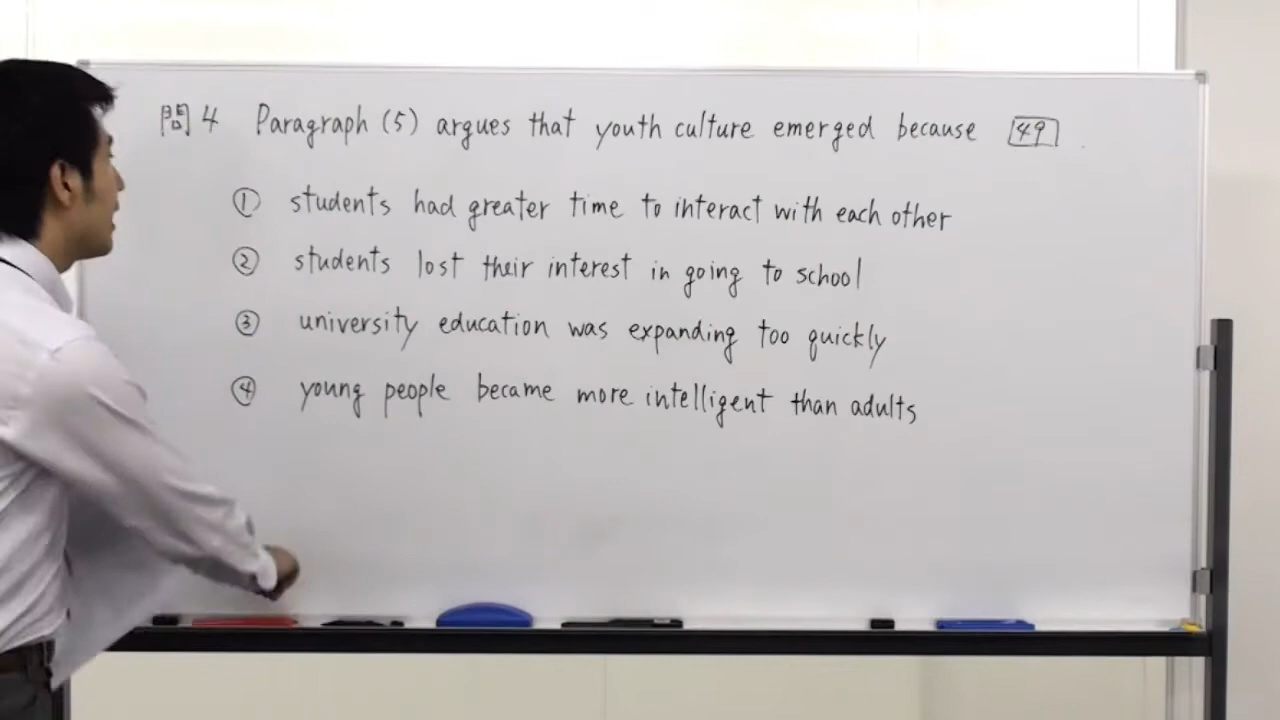 問4 Paragraph (5) argues that youth culture emerged because 49.
① students had greater time to interact with each other
② students lost their interest in going to school
③ university education was expanding too quickly
④ young people became more intelligent than adults